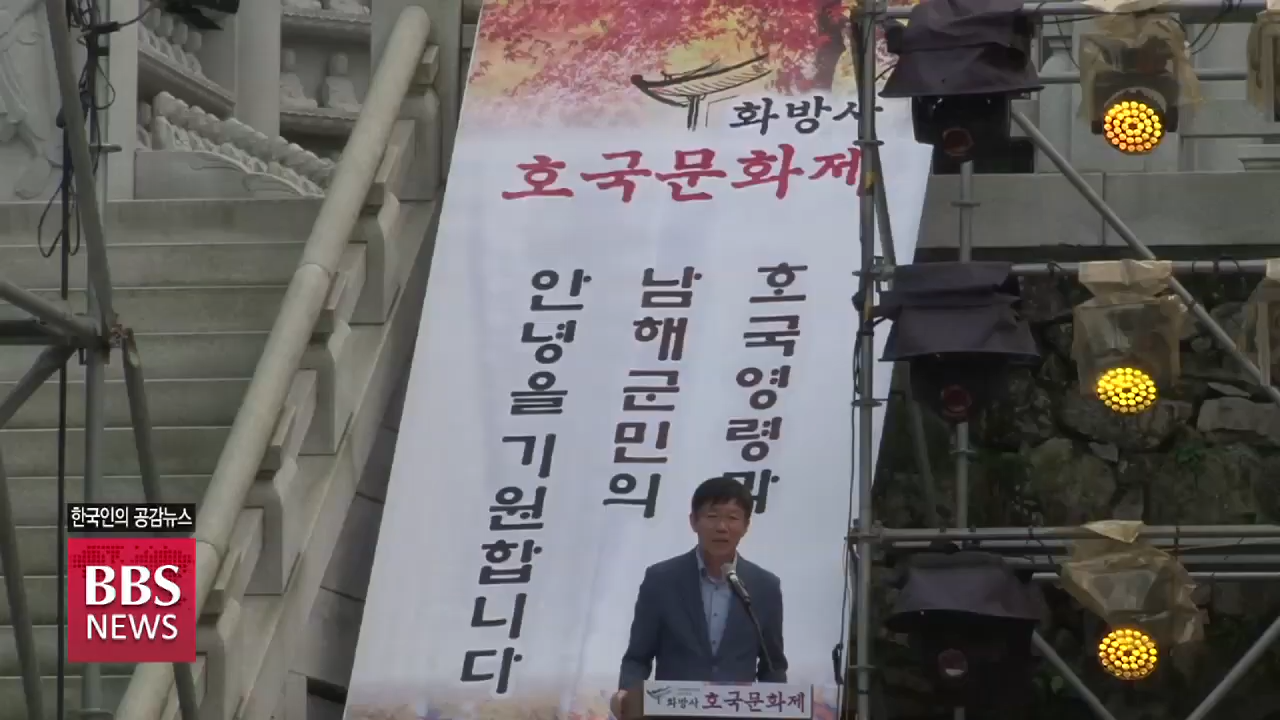 화방사
호국문화제
호국영령과
남해군민의
안녕을 기원합니다
한국인의 공감뉴스
BBS
NEWS
화방사 호국문화제